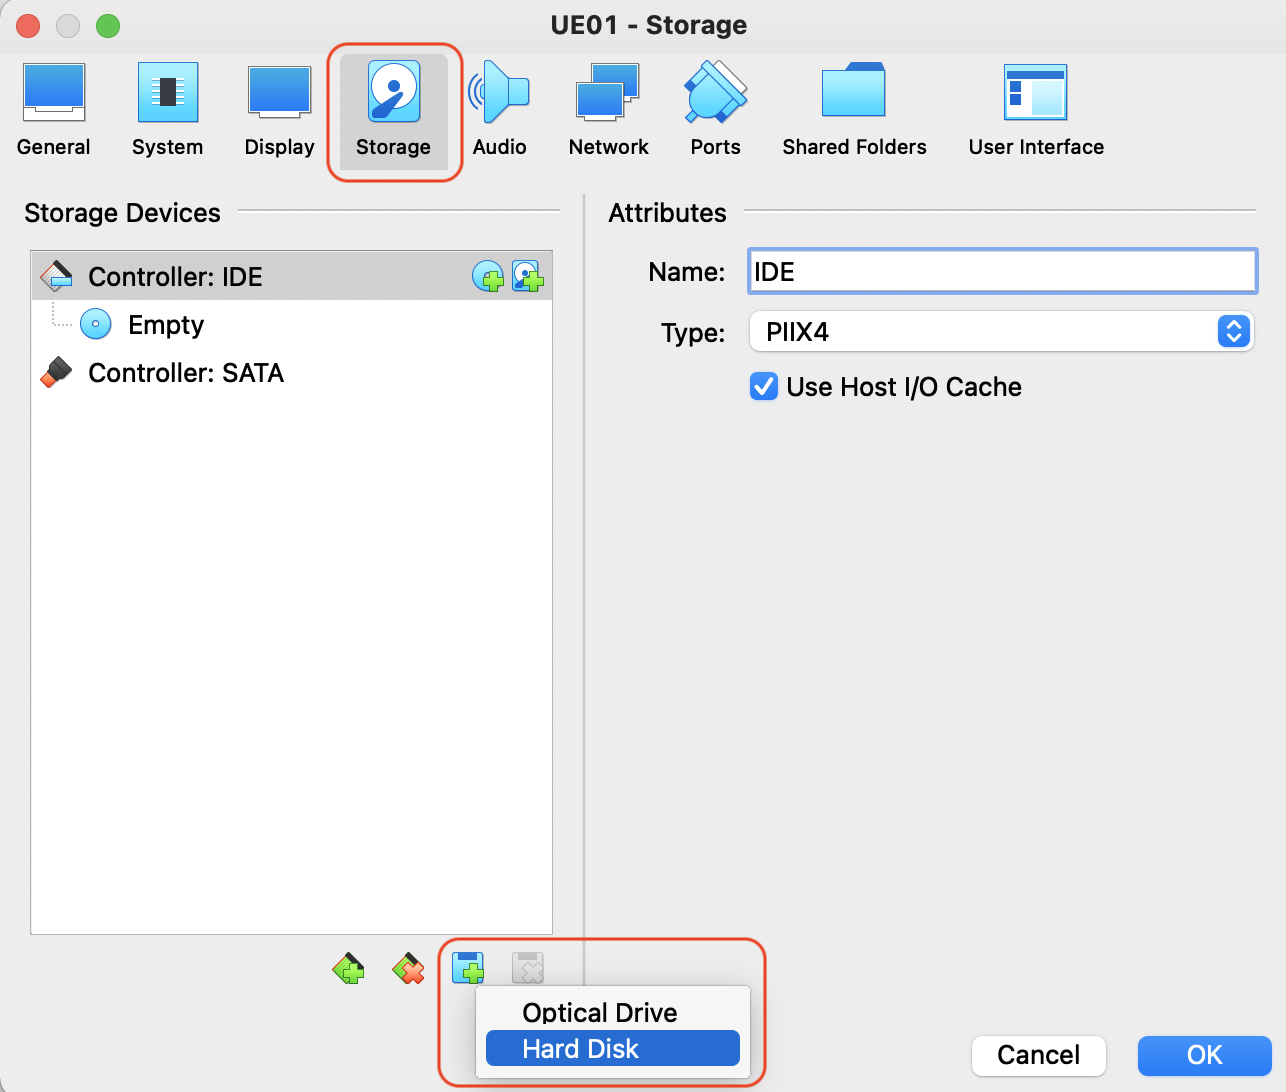 UE01 - Storage
General
System
Display
Storage
Audio
Network
Ports
Shared Folders
User Interface
Storage Devices
Controller: IDE
Empty
Controller: SATA
Attributes
Name: IDE
Type: PIIX4
Use Host I/O Cache
Optical Drive
Hard Disk
Cancel
OK